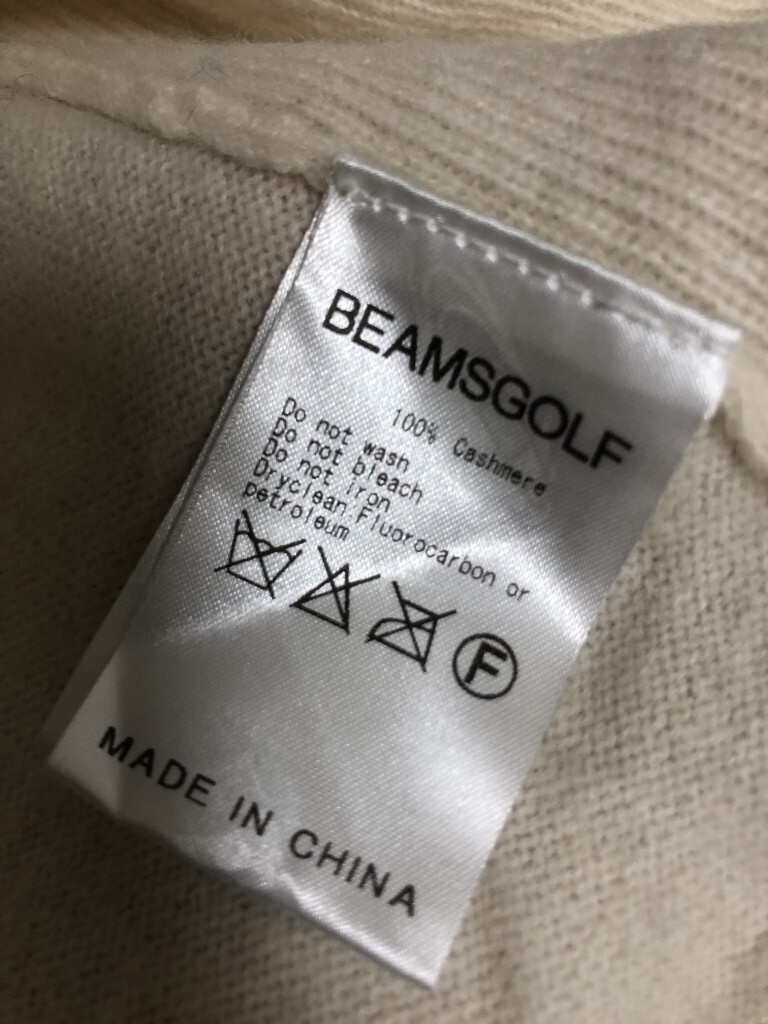 BEAMSGOLF
100% Cashmere
Do not wash
Do not bleach
Do not iron
Dryclean Fluorocarbon or
petroleum
F
MADE IN CHINA